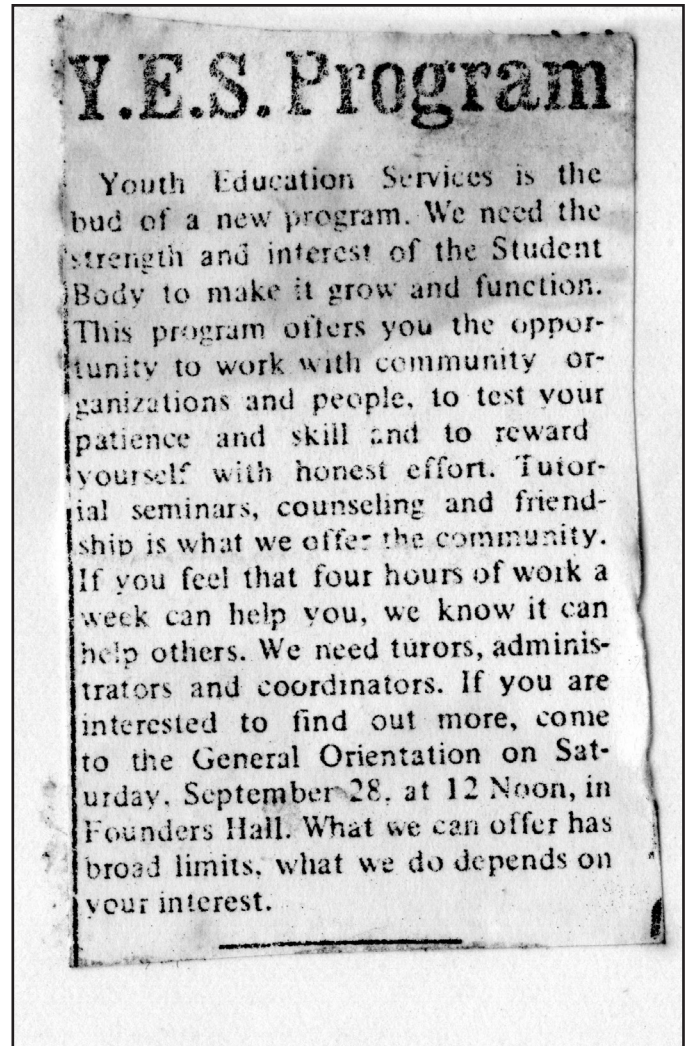 Y.E.S. Program
Youth Education Services is the
bud of a new program. We need the
strength and interest of the Student
Body to make it grow and function.
This program offers you the oppor-
tunity to work with community or-
ganizations and people, to test your
patience and skill and to reward
yourself with honest effort. Tutor-
ial seminars, counseling and friend-
ship is what we offer the community.
If you feel that four hours of work a
week can help you, we know it can
help others. We need turors, adminis-
trators and coordinators. If you are
interested to find out more, come
to the General Orientation on Sat-
urday, September 28, at 12 Noon, in
Founders Hall. What we can offer has
broad limits, what we do depends on
your interest.